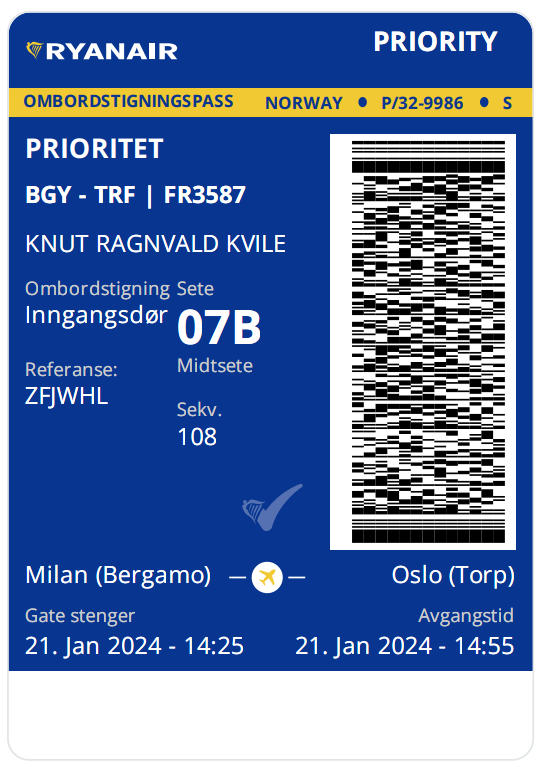 RYANAIR
PRIORITY
OMBORDSTIGNINGSPASS
NORWAY ● P/32-9986 ● S
PRIORITET
BGY - TRF | FR3587
KNUT RAGNVALD KVILE
Ombordstigning Sete
Inngangsdør 07B
Midtsete
Referanse:
ZFJWHL
Sekv.
108
Milan (Bergamo) Oslo (Torp)
Gate stenger Avgangstid
21. Jan 2024 - 14:25 21. Jan 2024 - 14:55